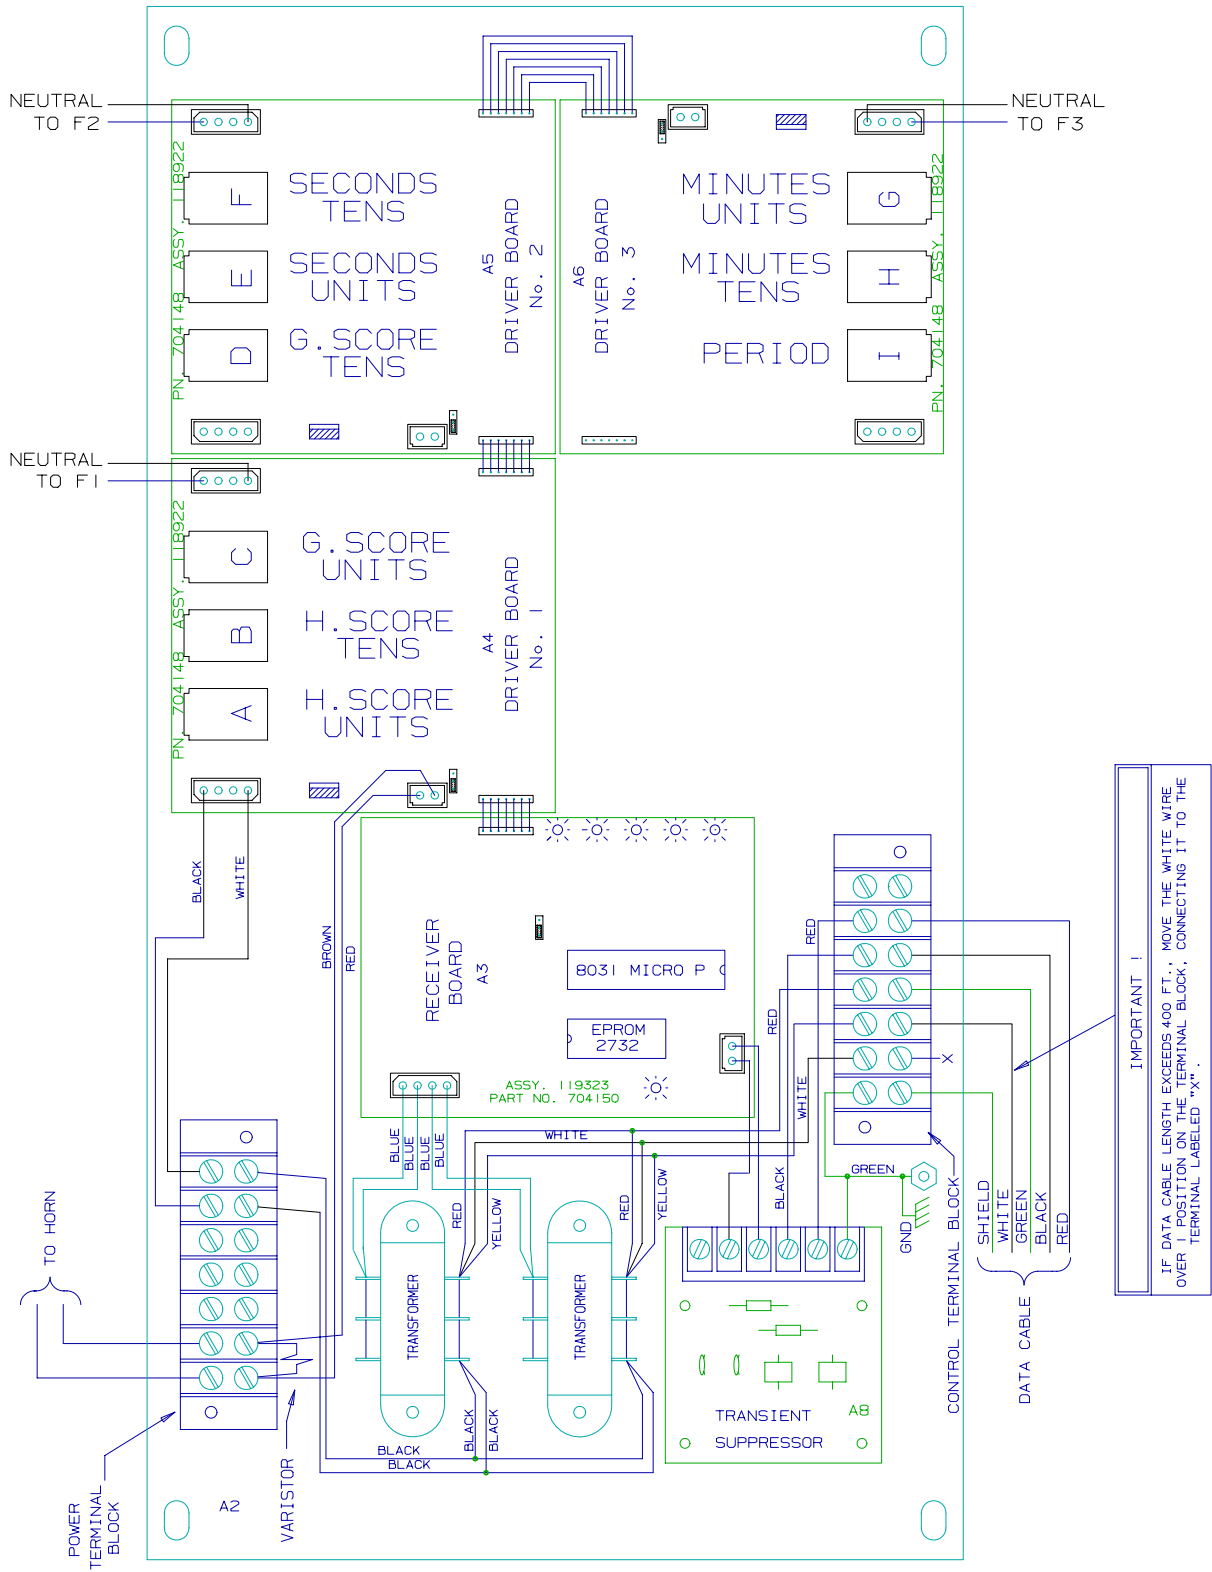 NEUTRAL
TO F2
NEUTRAL
TO F3
PN. 704148 ASSY. 118922
F
SECONDS
TENS
E
SECONDS
UNITS
D
G.SCORE
TENS
A5
DRIVER BOARD
No. 2
A6
DRIVER BOARD
No. 3
MINUTES
UNITS
G
MINUTES
TENS
H
PERIOD
I
PN. 704148 ASSY. 118922
NEUTRAL
TO F1
PN. 704148 ASSY. 118922
C
G.SCORE
UNITS
B
H.SCORE
TENS
A
H.SCORE
UNITS
A4
DRIVER BOARD
No. 1
BLACK
WHITE
BROWN
RED
RECEIVER
BOARD
A3
8031 MICRO P
EPROM
2732
ASSY. 119323
PART NO. 704150
RED
RED
WHITE
BLACK
IMPORTANT !
IF DATA CABLE LENGTH EXCEEDS 400 FT., MOVE THE WHITE WIRE
OVER 1 POSITION ON THE TERMINAL BLOCK, CONNECTING IT TO THE
TERMINAL LABELED "X".
X
BLUE
BLUE
BLUE
BLUE
WHITE
RED
YELLOW
RED
YELLOW
GREEN
GND
TO HORN
TRANSFORMER
TRANSFORMER
CONTROL TERMINAL BLOCK
SHIELD
WHITE
GREEN
BLACK
RED
DATA CABLE
TRANSIENT
SUPPRESSOR
A8
BLACK
BLACK
BLACK
BLACK
A2
VARISTOR
POWER
TERMINAL
BLOCK